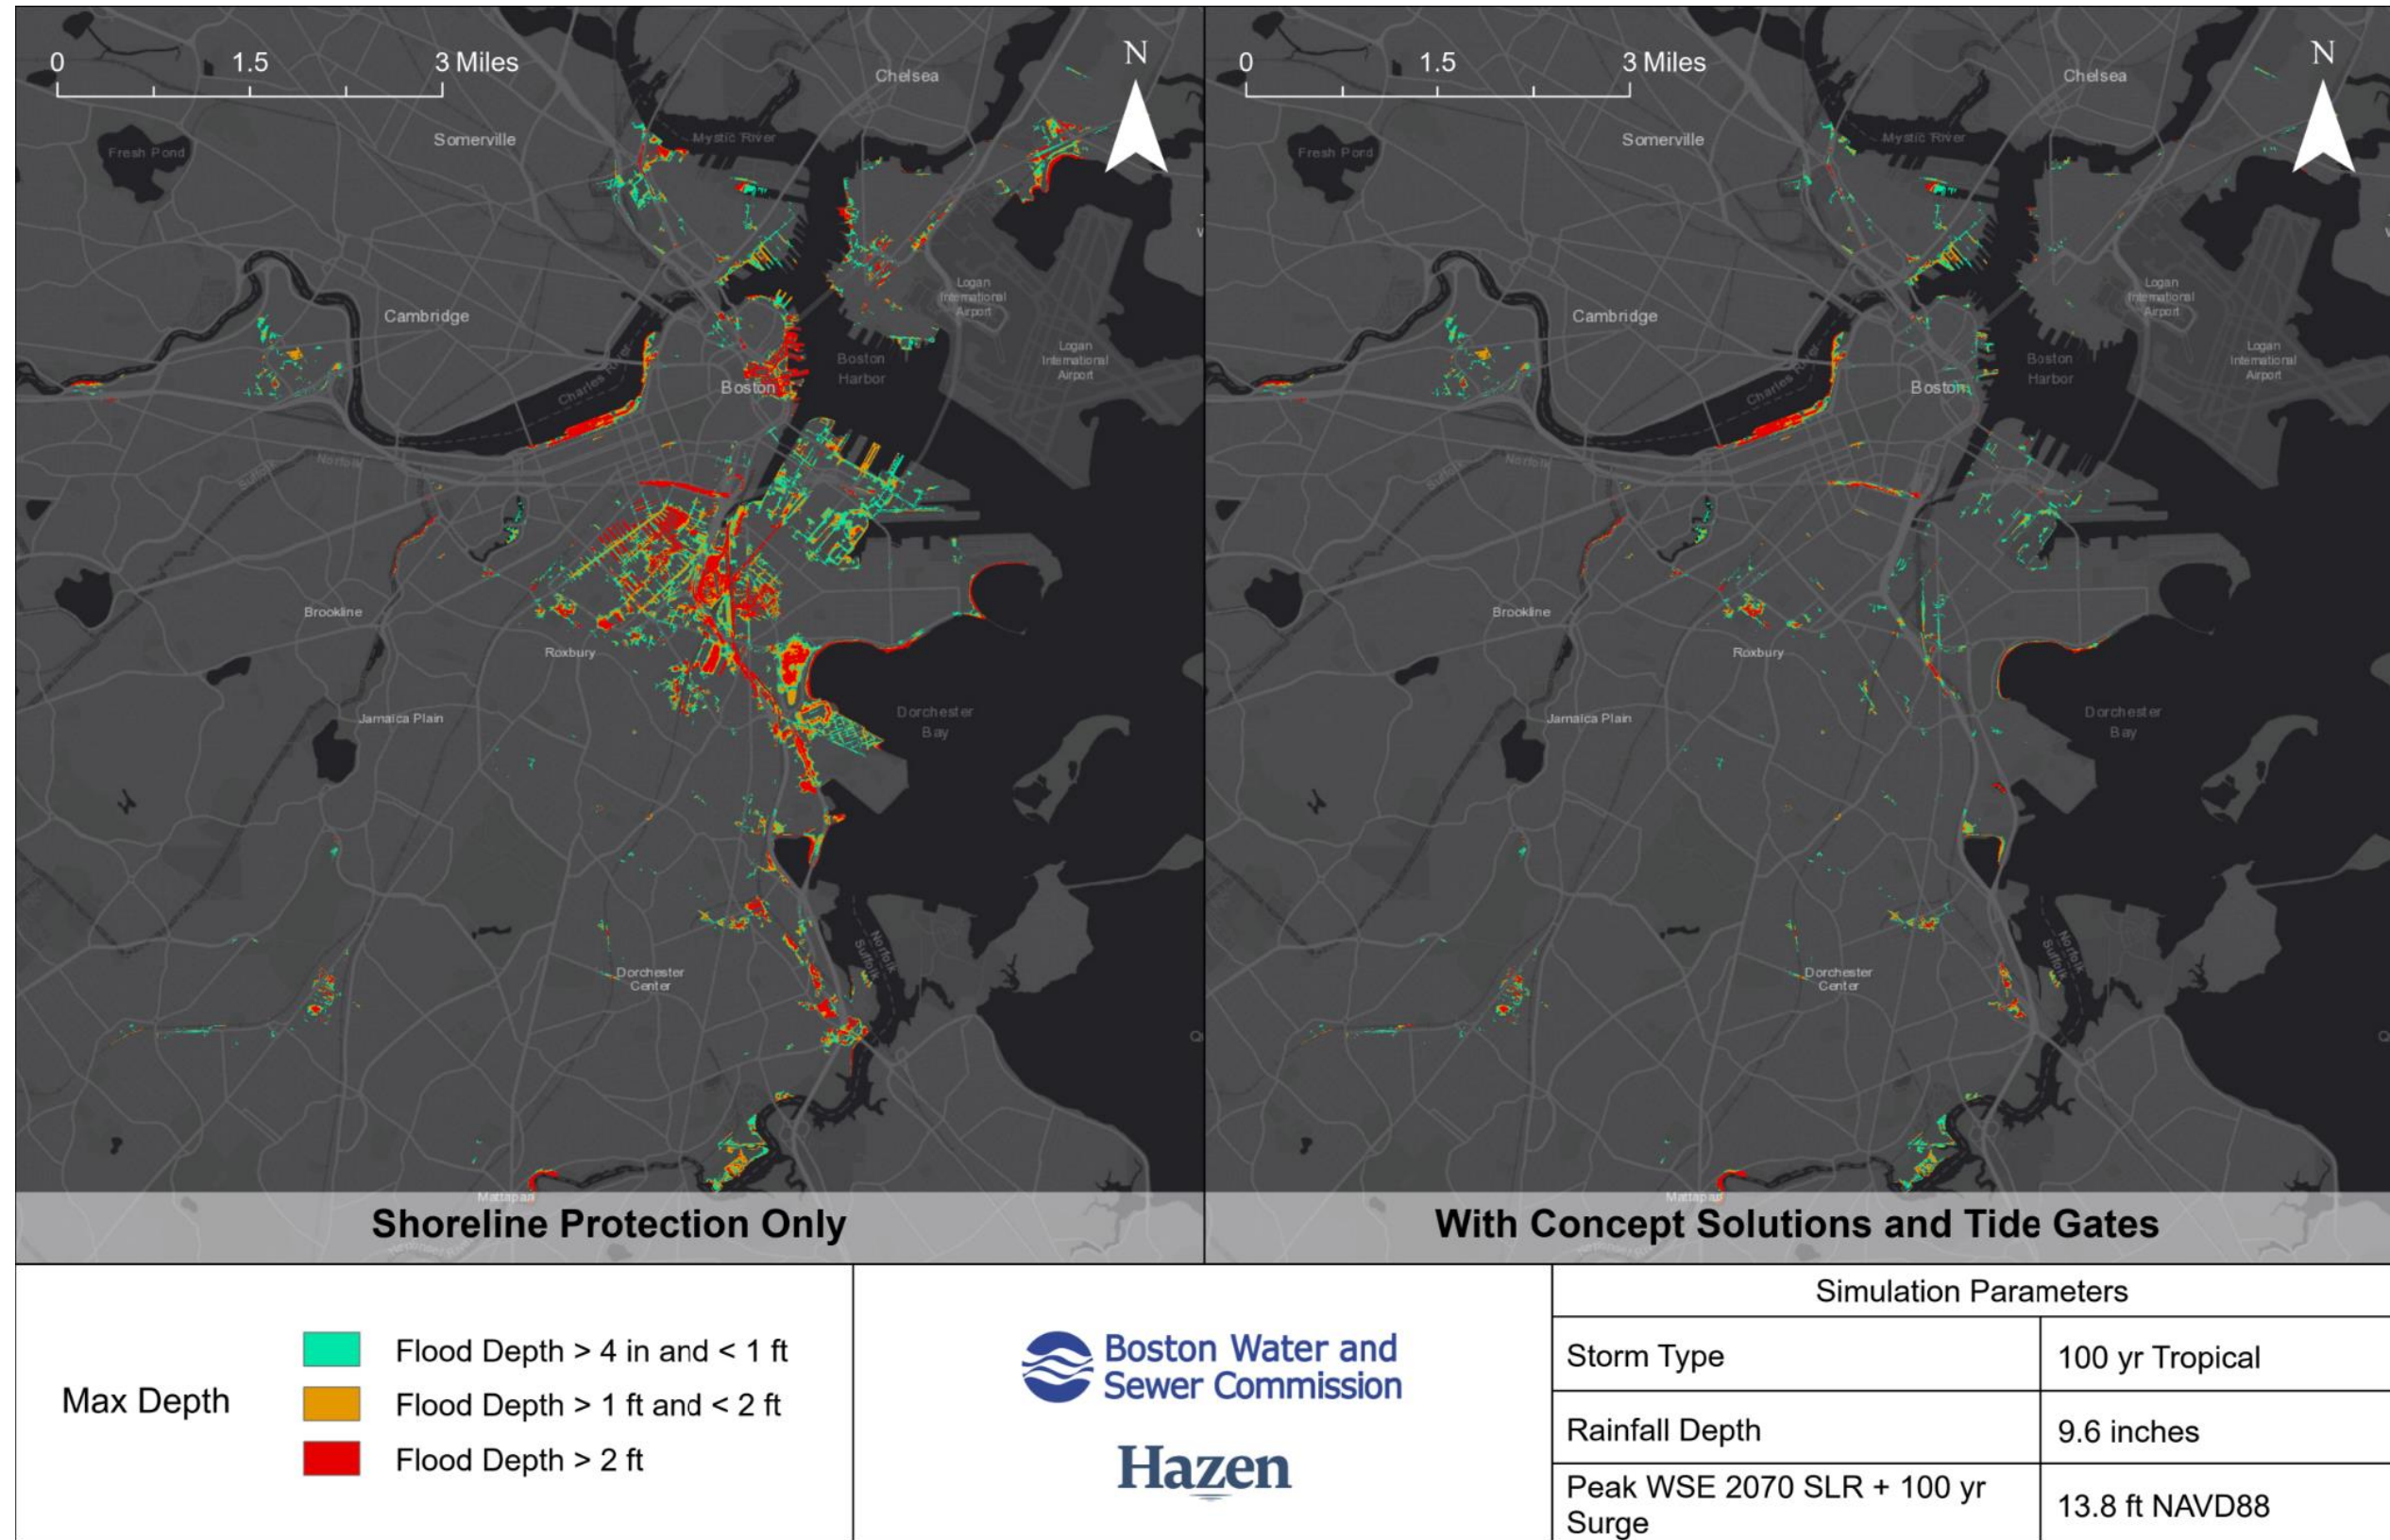 0 1.5 3 Miles
N
Chelsea
Somerville
Mystic River
Fresh Pond
Logan
International
Airport
Cambridge
Logan
International
Airport
Boston
Harbor
Charles River
Boston
Suffolk
Norfolk
Brookline
Roxbury
Jamaica Plain
Dorchester
Bay
Norfolk
Suffolk
Dorchester
Center
Mattapan
Shoreline Protection Only
0 1.5 3 Miles
N
Chelsea
Somerville
Mystic River
Fresh Pond
Logan
International
Airport
Cambridge
Logan
International
Airport
Boston
Harbor
Charles River
Boston
Suffolk
Norfolk
Brookline
Roxbury
Jamaica Plain
Dorchester
Bay
Norfolk
Suffolk
Dorchester
Center
Mattapan
With Concept Solutions and Tide Gates
Max Depth
Flood Depth > 4 in and < 1 ft
Flood Depth > 1 ft and < 2 ft
Flood Depth > 2 ft
Boston Water and
Sewer Commission
Hazen
Simulation Parameters
Storm Type 100 yr Tropical
Rainfall Depth 9.6 inches
Peak WSE 2070 SLR + 100 yr
Surge 13.8 ft NAVD88